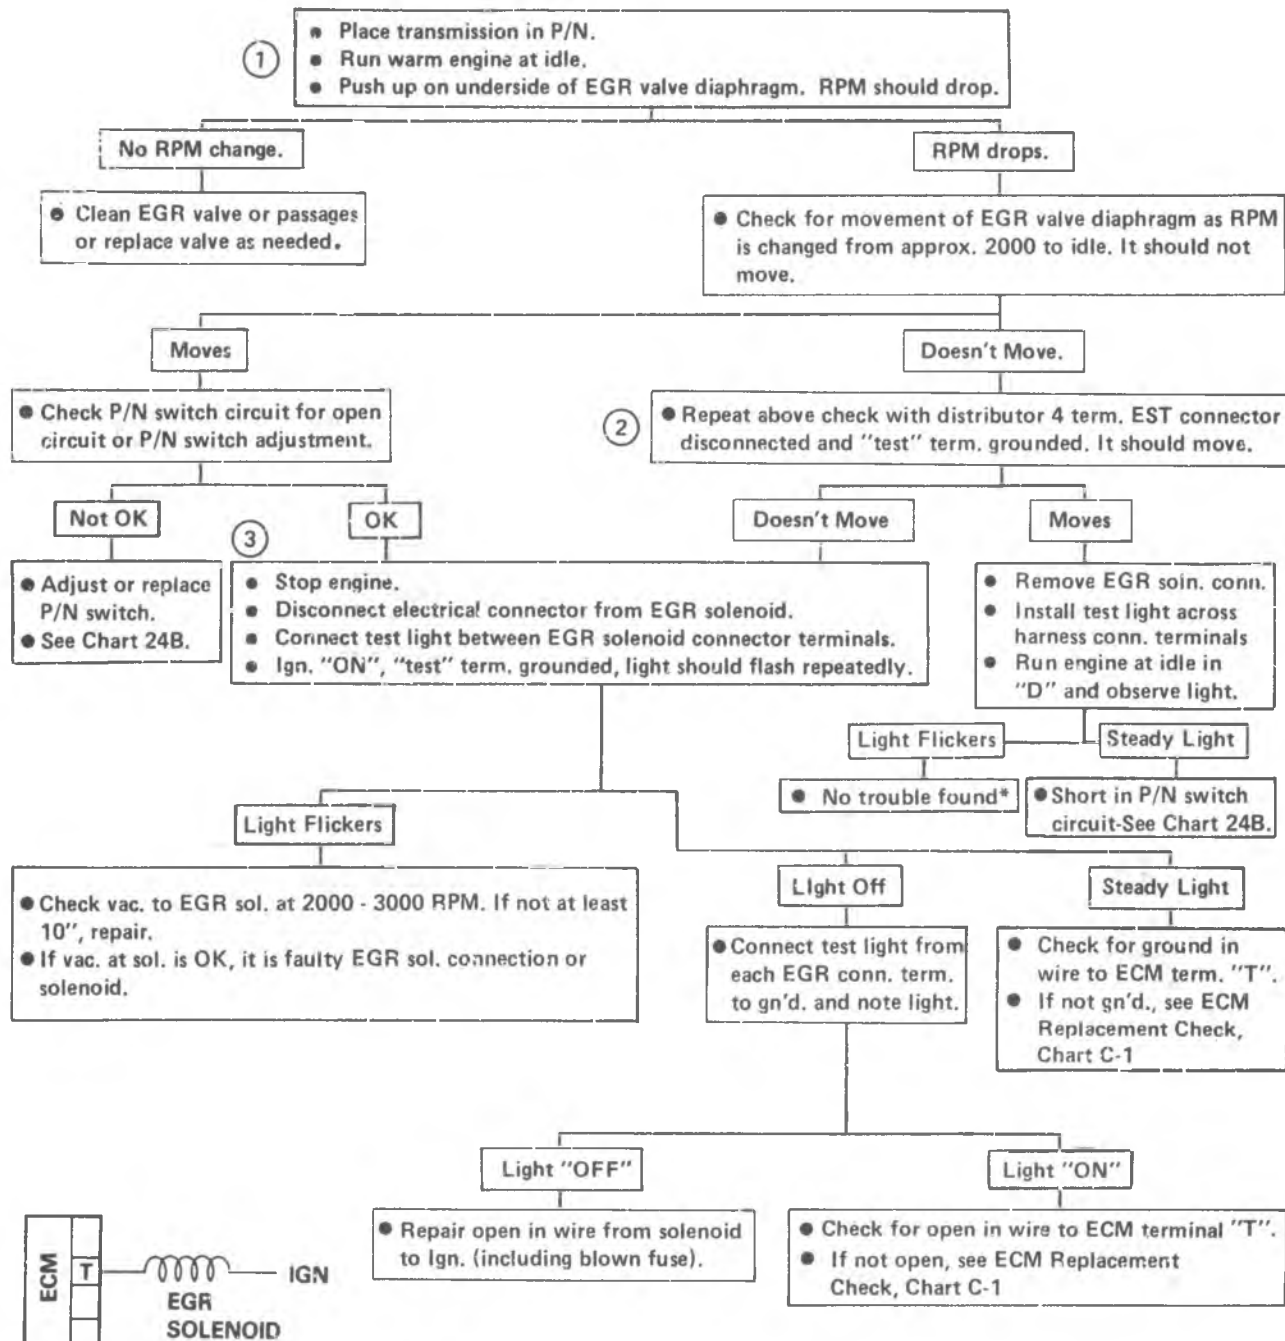 1
● Place transmission in P/N.
● Run warm engine at idle.
● Push up on underside of EGR valve diaphragm. RPM should drop.
No RPM change.
RPM drops.
● Clean EGR valve or passages
or replace valve as needed.
● Check for movement of EGR valve diaphragm as RPM
is changed from approx. 2000 to idle. It should not
move.
Moves
Doesn't Move.
● Check P/N switch circuit for open
circuit or P/N switch adjustment.
2
● Repeat above check with distributor 4 term. EST connector
disconnected and "test" term. grounded. It should move.
Not OK
OK
Doesn't Move
Moves
● Adjust or replace
P/N switch.
● See Chart 24B.
3
● Stop engine.
● Disconnect electrical connector from EGR solenoid.
● Connect test light between EGR solenoid connector terminals.
● Ign. "ON", "test" term. grounded, light should flash repeatedly.
● Remove EGR soln. conn.
● Install test light across
harness conn. terminals
● Run engine at idle in
"D" and observe light.
Light Flickers
Steady Light
● No trouble found*
● Short in P/N switch
circuit-See Chart 24B.
Light Flickers
Light Off
Steady Light
● Check vac. to EGR sol. at 2000 - 3000 RPM. If not at least
10", repair.
● If vac. at sol. is OK, it is faulty EGR sol. connection or
solenoid.
● Connect test light from
each EGR conn. term.
to gn'd. and note light.
● Check for ground in
wire to ECM term. "T".
● If not gn'd., see ECM
Replacement Check,
Chart C-1
Light "OFF"
Light "ON"
● Repair open in wire from solenoid
to Ign. (including blown fuse).
● Check for open in wire to ECM terminal "T".
● If not open, see ECM Replacement
Check, Chart C-1
ECM
T
IGN
EGR
SOLENOID